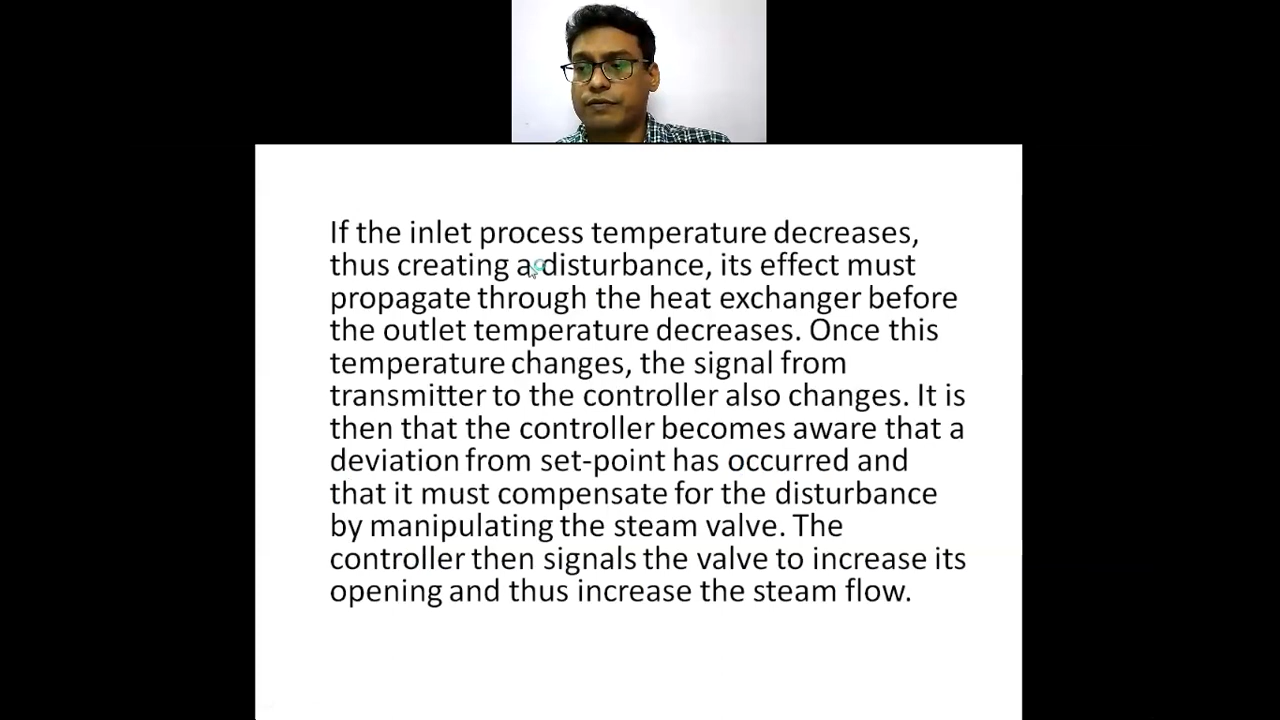 If the inlet process temperature decreases,
thus creating a disturbance, its effect must
propagate through the heat exchanger before
the outlet temperature decreases. Once this
temperature changes, the signal from
transmitter to the controller also changes. It is
then that the controller becomes aware that a
deviation from set-point has occurred and
that it must compensate for the disturbance
by manipulating the steam valve. The
controller then signals the valve to increase its
opening and thus increase the steam flow.